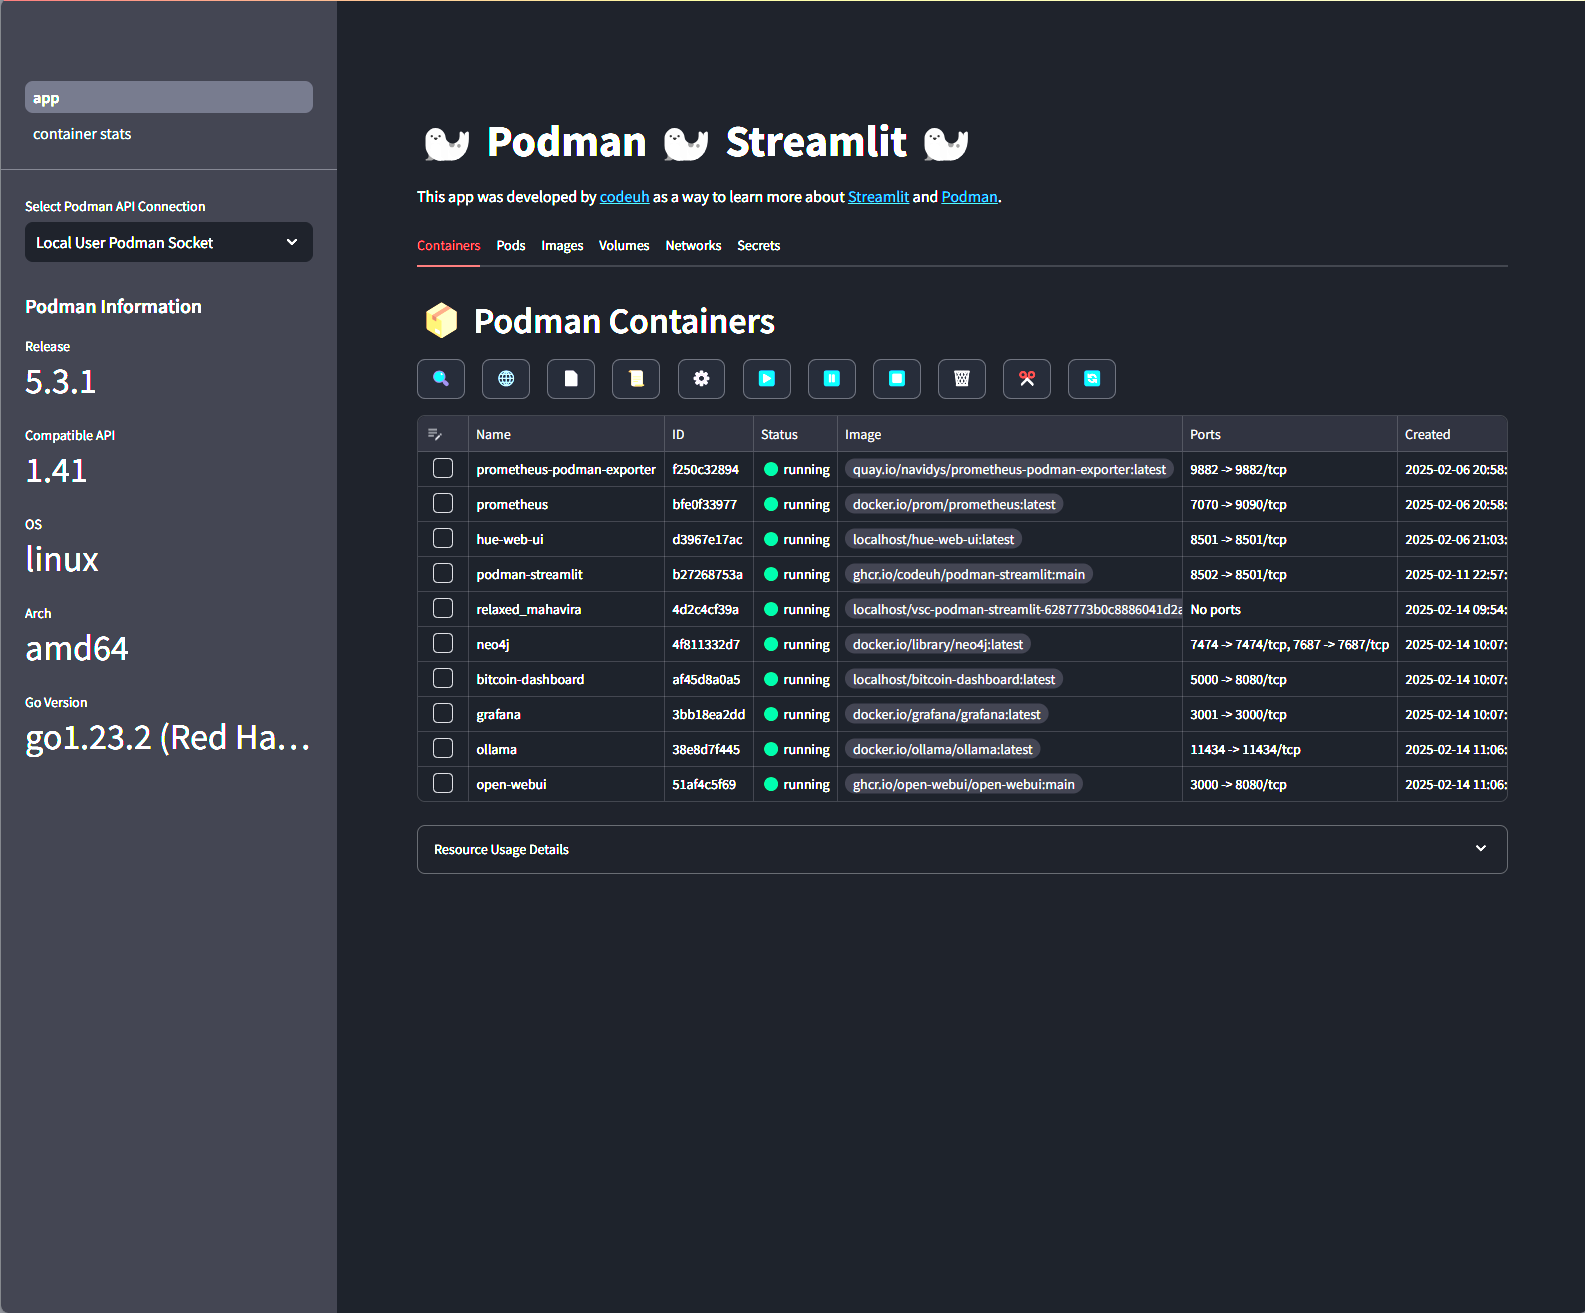 app
container stats
Select Podman API Connection
Local User Podman Socket
Podman Information
Release
5.3.1
Compatible API
1.41
OS
linux
Arch
amd64
Go Version
go1.23.2 (Red Ha...
Podman Streamlit
This app was developed by codeuh as a way to learn more about Streamlit and Podman.
Containers Pods Images Volumes Networks Secrets
Podman Containers
Name ID Status Image Ports Created
prometheus-podman-exporter f250c32894 running quay.io/navidys/prometheus-podman-exporter:latest 9882 -> 9882/tcp 2025-02-06 20:58:
prometheus bfe0f33977 running docker.io/prom/prometheus:latest 7070 -> 9090/tcp 2025-02-06 20:58:
hue-web-ui d3967e17ac running localhost/hue-web-ui:latest 8501 -> 8501/tcp 2025-02-06 21:03:
podman-streamlit b27268753a running ghcr.io/codeuh/podman-streamlit:main 8502 -> 8501/tcp 2025-02-11 22:57:
relaxed_mahavira 4d2c4cf39a running localhost/vsc-podman-streamlit-6287773b0c8886041d2a No ports 2025-02-14 09:54:
neo4j 4f811332d7 running docker.io/library/neo4j:latest 7474 -> 7474/tcp, 7687 -> 7687/tcp 2025-02-14 10:07:
bitcoin-dashboard af45d8a0a5 running localhost/bitcoin-dashboard:latest 5000 -> 8080/tcp 2025-02-14 10:07:
grafana 3bb18ea2dd running docker.io/grafana/grafana:latest 3001 -> 3000/tcp 2025-02-14 10:07:
ollama 38e8d7f445 running docker.io/ollama/ollama:latest 11434 -> 11434/tcp 2025-02-14 11:06:
open-webui 51af4c5f69 running ghcr.io/open-webui/open-webui:main 3000 -> 8080/tcp 2025-02-14 11:06:
Resource Usage Details